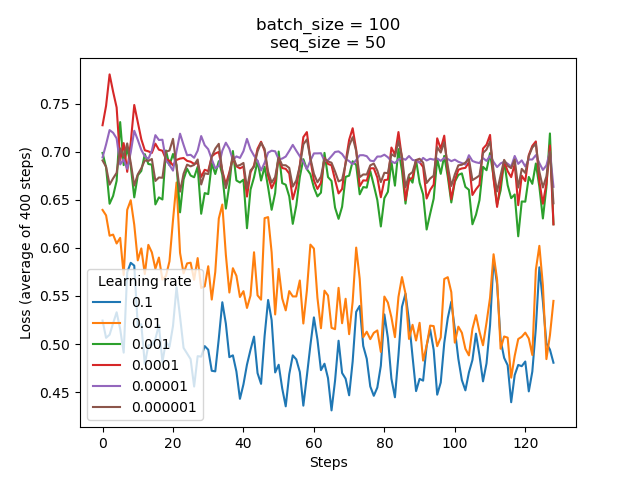 batch_size = 100
seq_size = 50
Loss (average of 400 steps)
0.75
0.70
0.65
0.60
0.55
0.50
0.45
Learning rate
0.1
0.01
0.001
0.0001
0.00001
0.000001
0 20 40 60 80 100 120
Steps